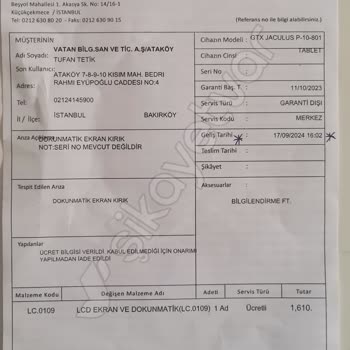 Beşyol Mahallesi 1. Akasya Sk. No: 14/16-1
Küçükçekmece / İSTANBUL
Tel: 0212 630 80 20 - Faks: 0212 630 90 15
(Referans no ile bilgi alabilirsiniz.)
MÜŞTERİNİN
Adı Soyadı: VATAN BİLG.SAN VE TİC. A.Ş/ATAKÖY
TUFAN TETİK
Son Kullanıcı:
Adres: ATAKÖY 7-8-9-10 KISIM MAH. BEDRI
RAHMI EYÜPOĞLU CADDESI NO:4
Tel: 02124145900
İl / İlçe: İSTANBUL BAKIRKÖY
Cihazın Modeli : GTX JACULUS P-10-801
Cihazın Cinsi TABLET
Seri No
Garanti Baş. T. : 11/10/2023
Servis Türü : GARANTİ DIŞI
Servis Kodu : MERKEZ
Geliş Tarihi : 17/09/2024 16:02
Teslim Tarihi :
Şikâyet :
Aksesuarlar :
BİLGİLENDİRME FT.
Arıza Açıklaması
DOKUNMATİK EKRAN KIRIK
NOT:SERI NO MEVCUT DEĞİLDİR
Tespit Edilen Arıza
DOKUNMATİK EKRAN KIRIK
Yapılanlar
ÜCRET BİLGİSİ VERİLDİ. KABUL EDİLMEDİĞİ İÇİN ONARIM
YAPILMADAN İADE EDİLDİ
Malzeme Kodu Değişen Malzeme Adı Adeti Servis Türü Tutar
LC.0109 LCD EKRAN VE DOKUNMATİK(LC.0109) 1 Ad Ücretli 1,610.
şikayetvar